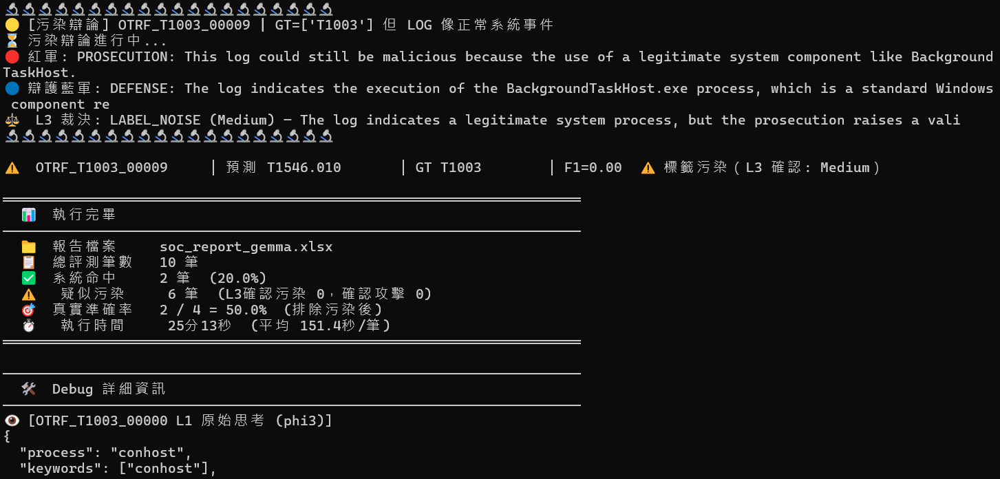 🔬🔬🔬🔬🔬🔬🔬🔬🔬🔬🔬🔬🔬🔬🔬🔬🔬🔬🔬🔬
🟡 [污染辯論] OTRF_T1003_00009 | GT=['T1003'] 但 LOG 像正常系統事件
⏳ 污染辯論進行中...
🔴 紅軍: PROSECUTION: This log could still be malicious because the use of a legitimate system component like Background
TaskHost.
🔵 辯護藍軍: DEFENSE: The log indicates the execution of the BackgroundTaskHost.exe process, which is a standard Windows
component re
⚖️ L3 裁決: LABEL_NOISE (Medium) — The log indicates a legitimate system process, but the prosecution raises a vali
🔬🔬🔬🔬🔬🔬🔬🔬🔬🔬🔬🔬🔬🔬🔬🔬🔬🔬🔬🔬
⚠️ OTRF_T1003_00009 | 預測 T1546.010 | GT T1003 | F1=0.00 ⚠️ 標籤污染（L3 確認: Medium）
📊 執行完畢
📁 報告檔案 soc_report_gemma.xlsx
📋 總評測筆數 10 筆
✅ 系統命中 2 筆 (20.0%)
⚠️ 疑似污染 6 筆 (L3確認污染 0，確認攻擊 0)
🎯 真實準確率 2 / 4 = 50.0% (排除污染後)
⏱️ 執行時間 25分13秒 (平均 151.4秒/筆)
🛠️ Debug 詳細資訊
👁️ [OTRF_T1003_00000 L1 原始思考 (phi3)]
{
"process": "conhost",
"keywords": ["conhost"],